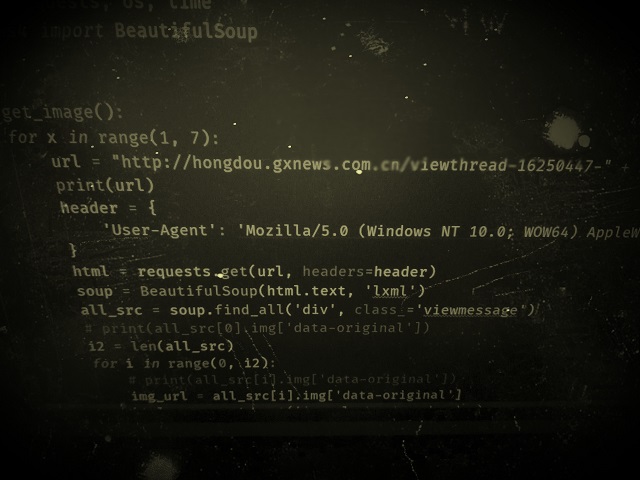 requests, os, time
import BeautifulSoup
get_image():
for x in range(1, 7):
url = "http://hongdou.gxnews.com.cn/viewthread-16250447-" +
print(url)
header = {
'User-Agent': 'Mozilla/5.0 (Windows NT 10.0; WOW64) AppleW
}
html = requests.get(url, headers=header)
soup = BeautifulSoup(html.text, 'lxml')
all_src = soup.find_all('div', class_='viewmessage')
# print(all_src[0].img['data-original'])
i2 = len(all_src)
for i in range(0, i2):
# print(all_src[i].img['data-original'])
img_url = all_src[i].img['data-original']